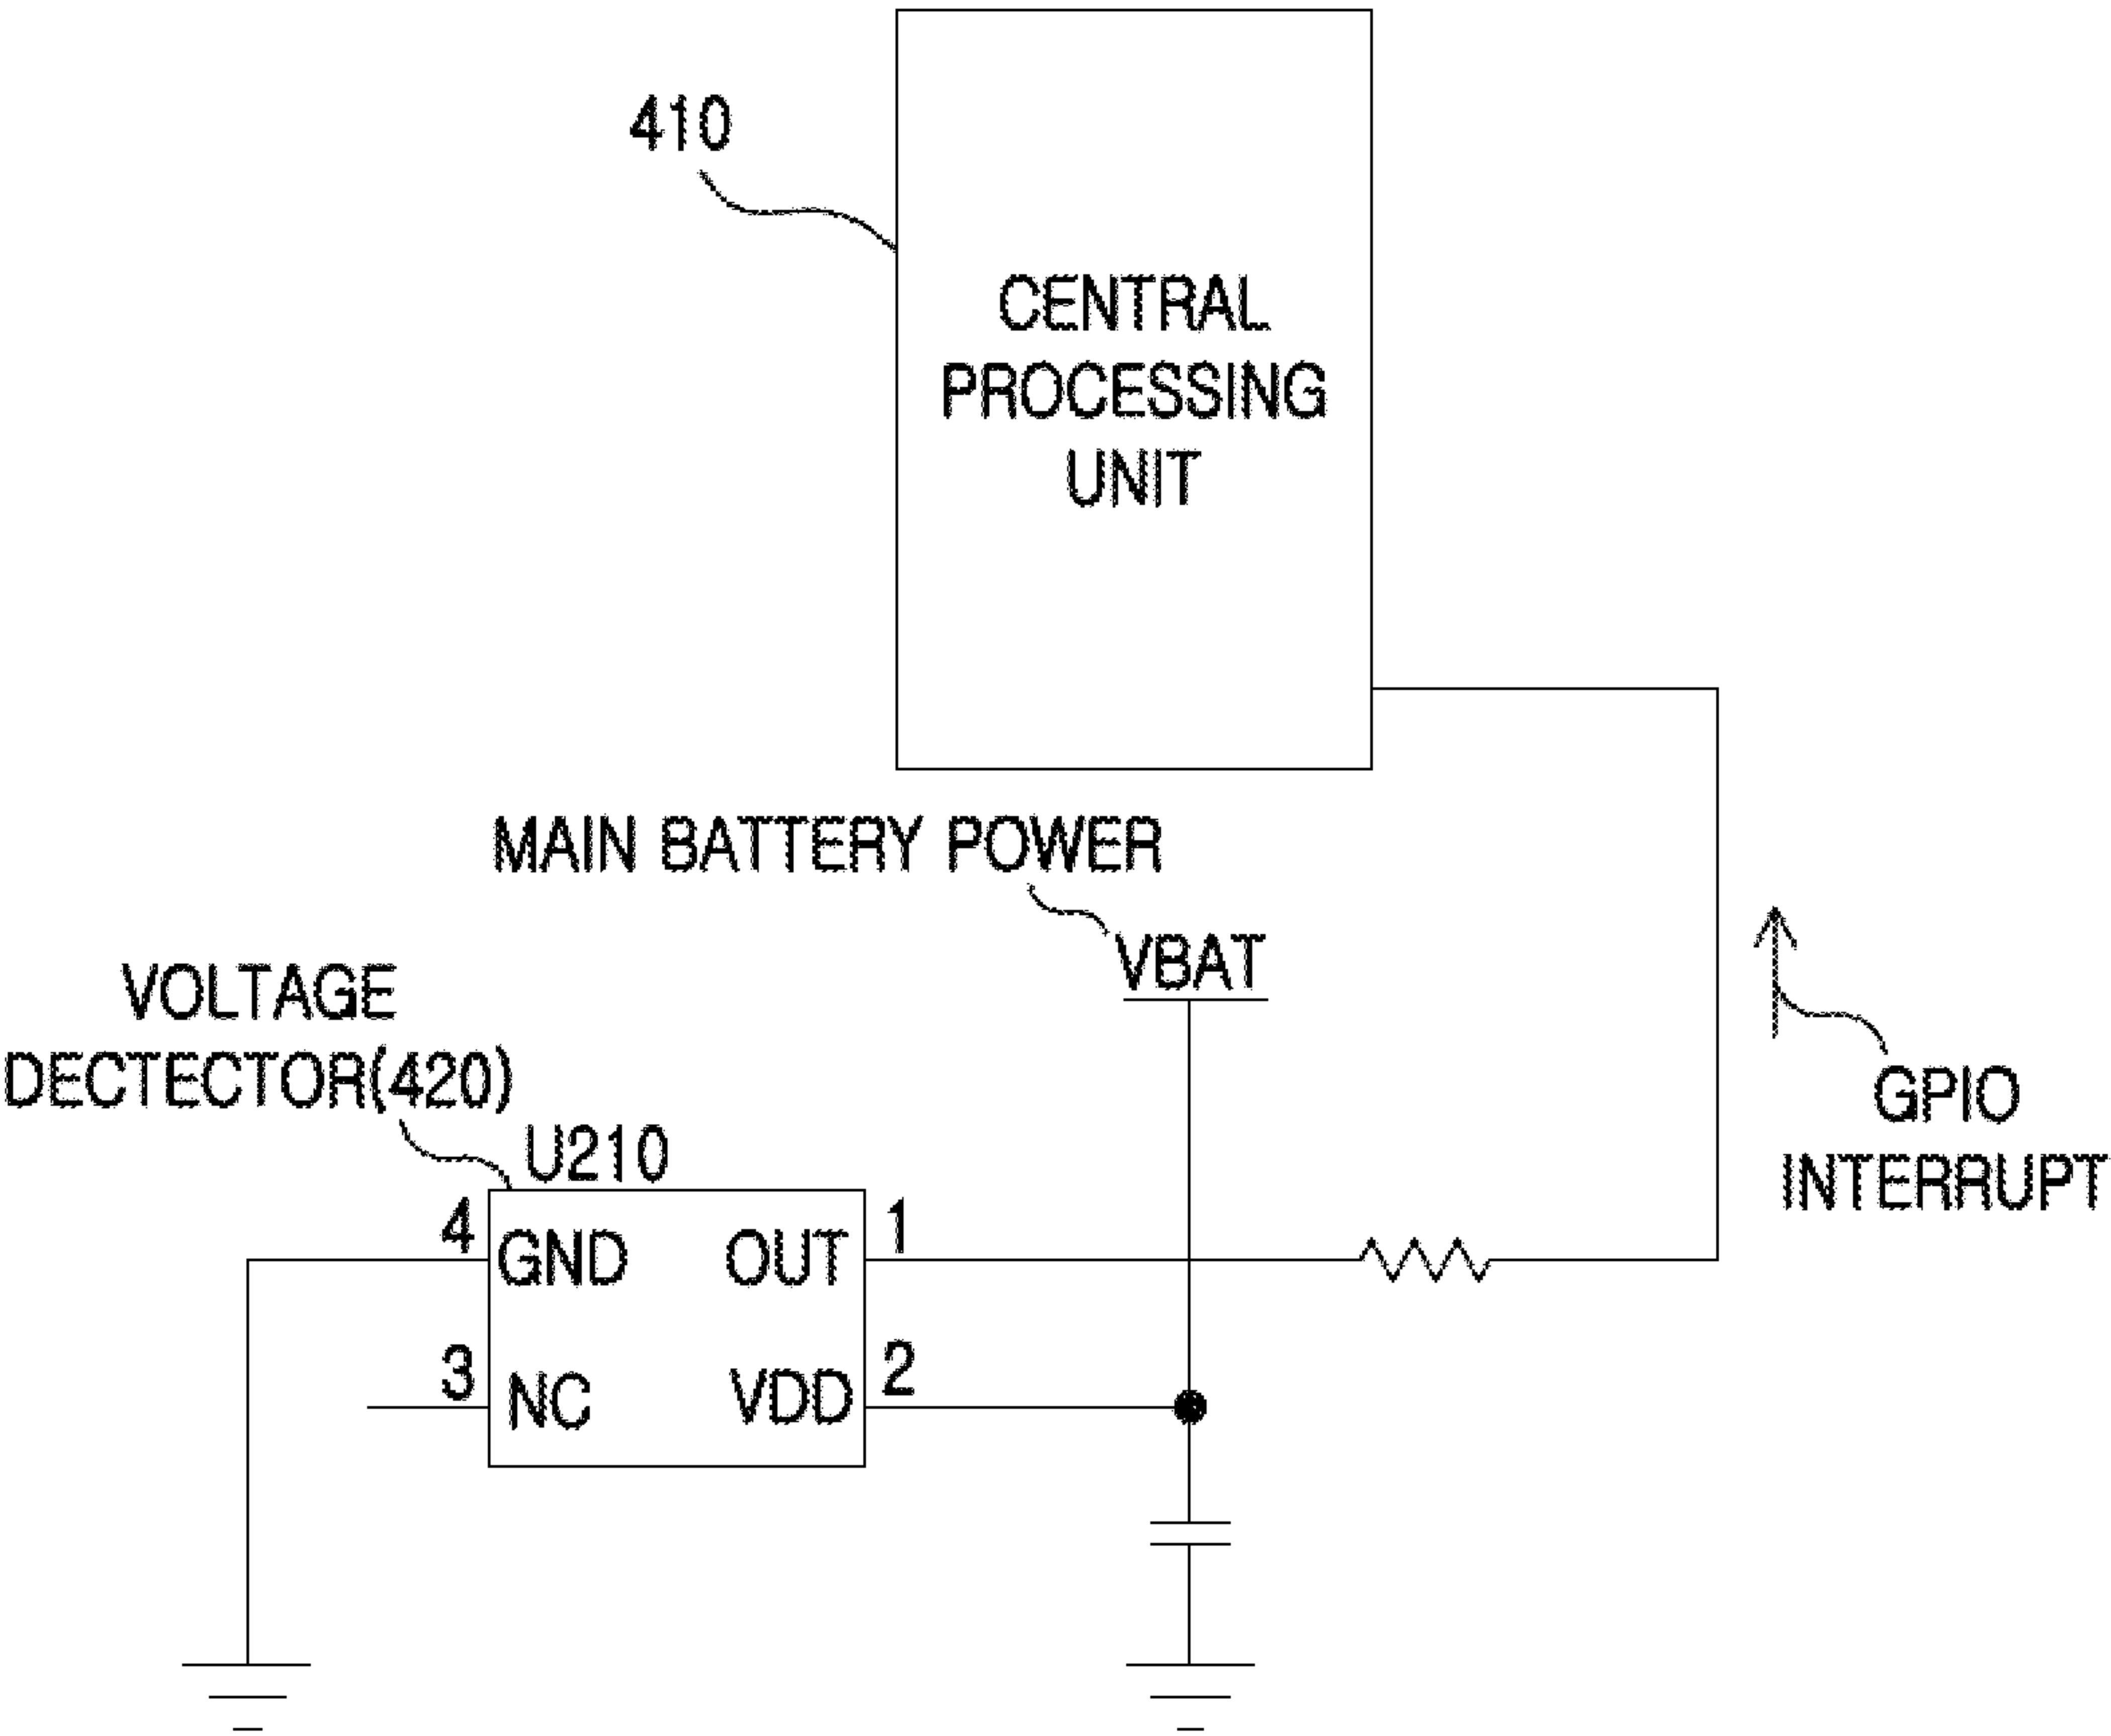 410
CENTRAL
PROCESSING
UNIT
MAIN BATTERY POWER
VBAT
VOLTAGE
DECTECTOR(420)
U210
GPIO
INTERRUPT
4
GND
OUT
1
3
NC
VDD
2